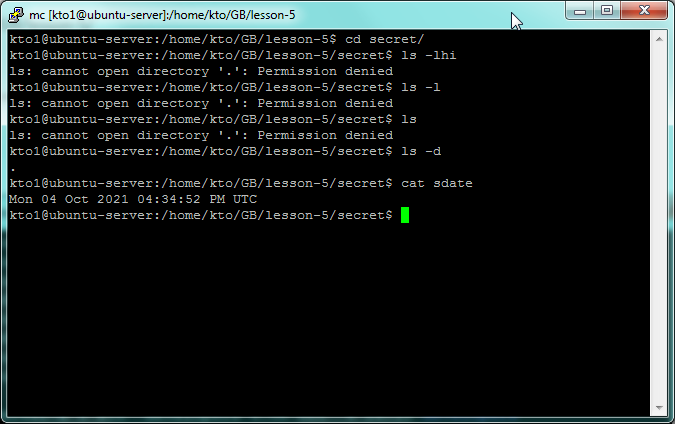 mc [kto1@ubuntu-server]:/home/kto/GB/lesson-5
kto1@ubuntu-server:/home/kto/GB/lesson-5$ cd secret/
kto1@ubuntu-server:/home/kto/GB/lesson-5/secret$ ls -lhi
ls: cannot open directory '.': Permission denied
kto1@ubuntu-server:/home/kto/GB/lesson-5/secret$ ls -l
ls: cannot open directory '.': Permission denied
kto1@ubuntu-server:/home/kto/GB/lesson-5/secret$ ls
ls: cannot open directory '.': Permission denied
kto1@ubuntu-server:/home/kto/GB/lesson-5/secret$ ls -d
.
kto1@ubuntu-server:/home/kto/GB/lesson-5/secret$ cat sdate
Mon 04 Oct 2021 04:34:52 PM UTC
kto1@ubuntu-server:/home/kto/GB/lesson-5/secret$